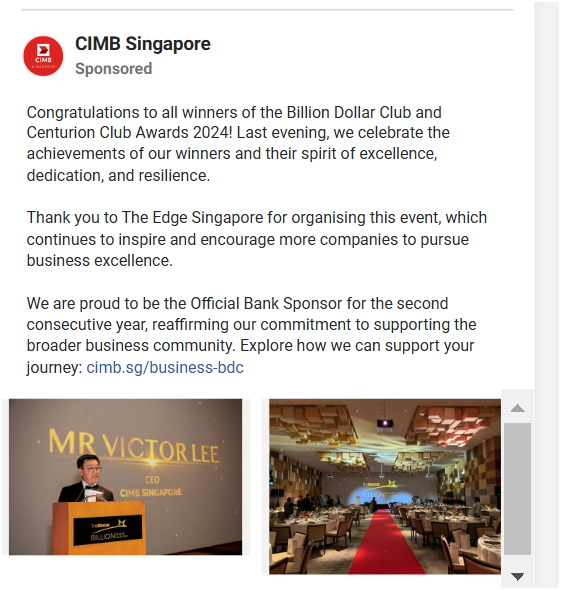 CIMB
SINGAPORE
CIMB Singapore
Sponsored
Congratulations to all winners of the Billion Dollar Club and
Centurion Club Awards 2024! Last evening, we celebrate the
achievements of our winners and their spirit of excellence,
dedication, and resilience.
Thank you to The Edge Singapore for organising this event, which
continues to inspire and encourage more companies to pursue
business excellence.
We are proud to be the Official Bank Sponsor for the second
consecutive year, reaffirming our commitment to supporting the
broader business community. Explore how we can support your
journey: cimb.sg/business-bdc
MR VICTOR LEE
CEO
CIMB SINGAPORE
THE EDGE
BILLION